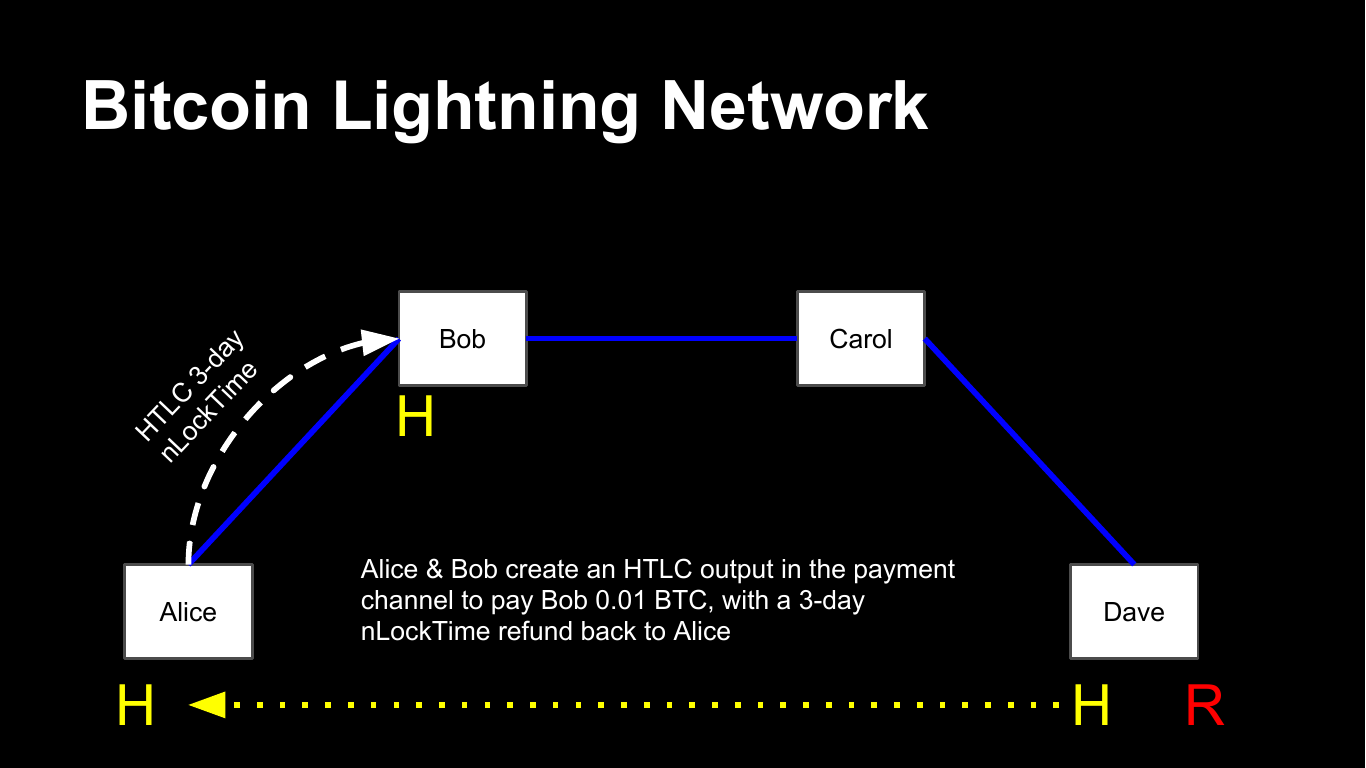 Bitcoin Lightning Network
HTLC 3-day
nLockTime
Bob
Carol
H
Alice & Bob create an HTLC output in the payment
channel to pay Bob 0.01 BTC, with a 3-day
nLockTime refund back to Alice
Alice
Dave
H
H
R